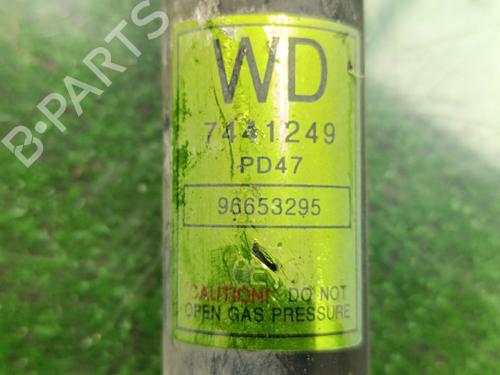 B-Parts
WD
7441249
PD47
96653295
"CAUTION!" DO NOT
OPEN GAS PRESSURE